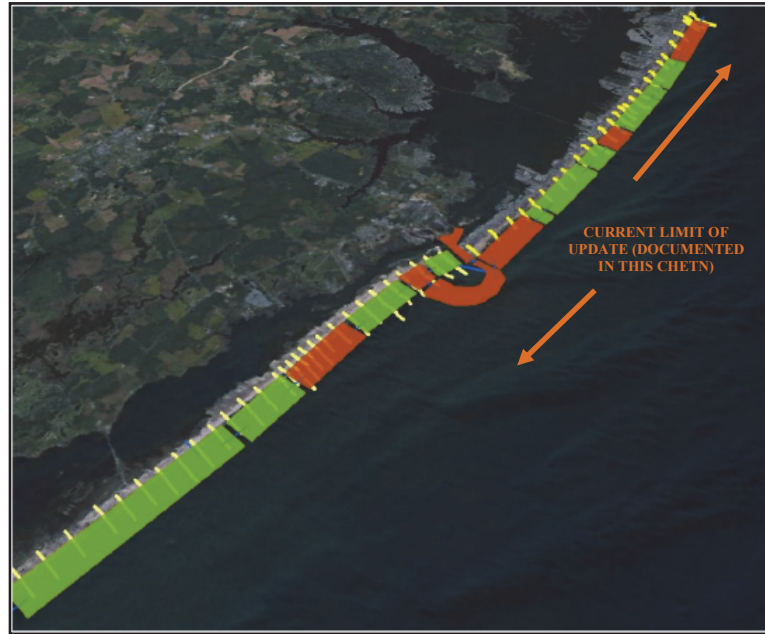 CURRENT LIMIT OF
UPDATE (DOCUMENTED
IN THIS CHETN)